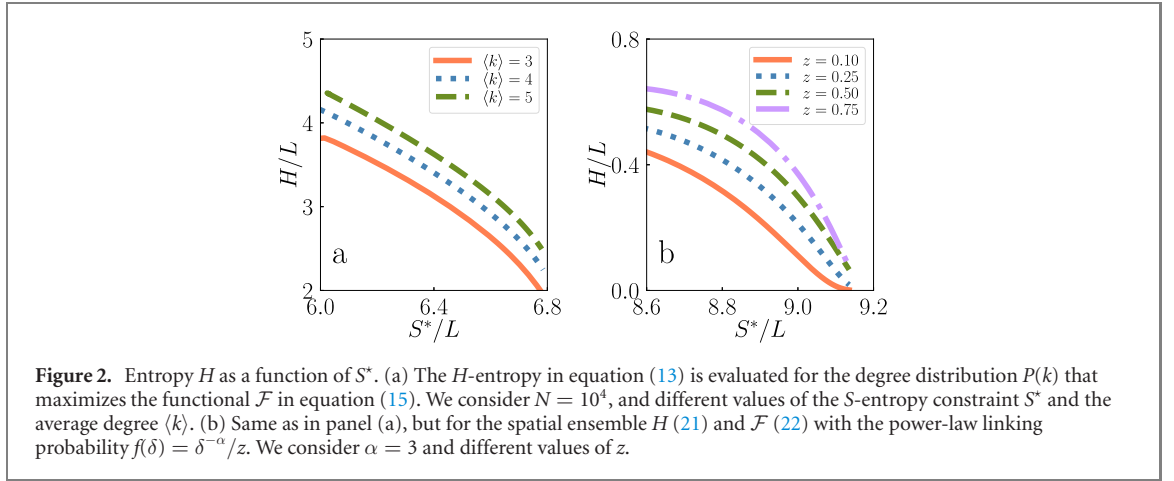 5
4
3
2
6.0
6.4
6.8
H/L
S*/L
a
⟨k⟩ = 3
⟨k⟩ = 4
⟨k⟩ = 5
0.8
0.4
0.0
8.6
8.8
9.0
9.2
H/L
S*/L
b
z = 0.10
z = 0.25
z = 0.50
z = 0.75
Figure 2. Entropy H as a function of S⋆. (a) The H-entropy in equation (13) is evaluated for the degree distribution P(k) that
maximizes the functional ℱ in equation (15). We consider N = 10⁴, and different values of the S-entropy constraint S⋆ and the
average degree ⟨k⟩. (b) Same as in panel (a), but for the spatial ensemble H (21) and ℱ (22) with the power-law linking
probability f(δ) = δ⁻ᵅ/z. We consider α = 3 and different values of z.